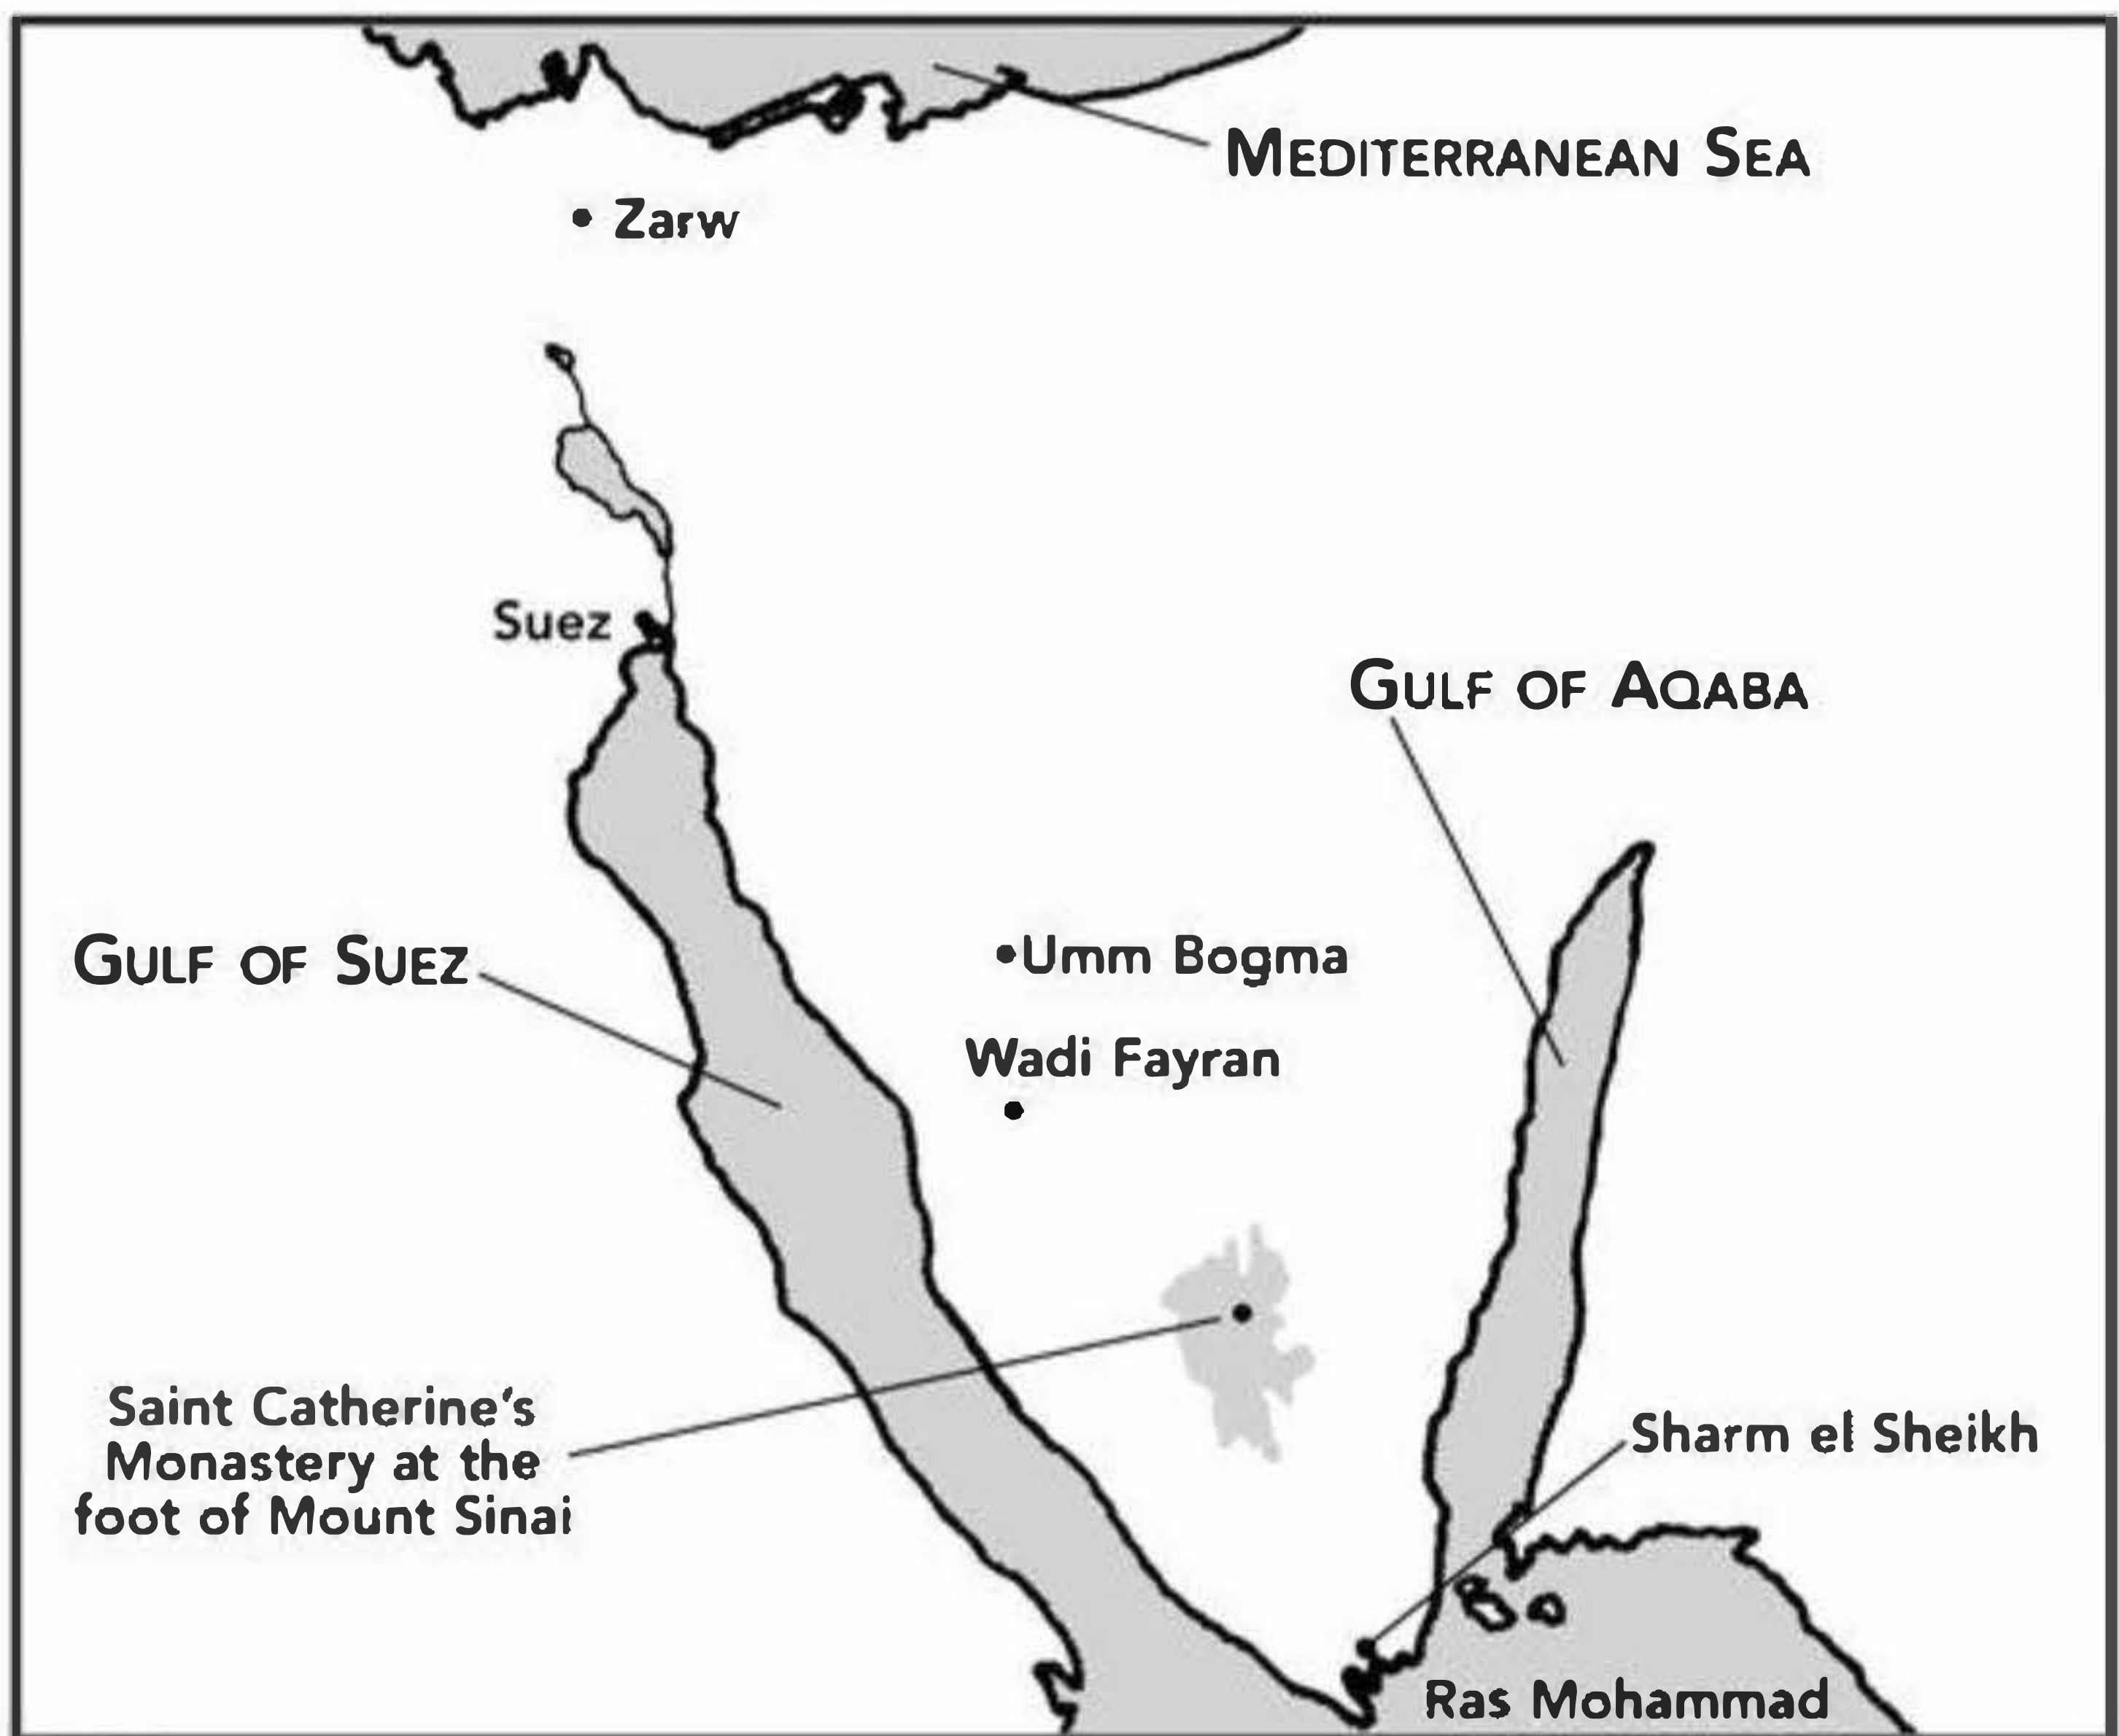 MEDITERRANEAN SEA
Zarw
Suez
GULF OF AQABA
GULF OF SUEZ
Umm Bogma
Wadi Fayran
Saint Catherine's
Monastery at the
foot of Mount Sinai
Sharm el Sheikh
Ras Mohammad